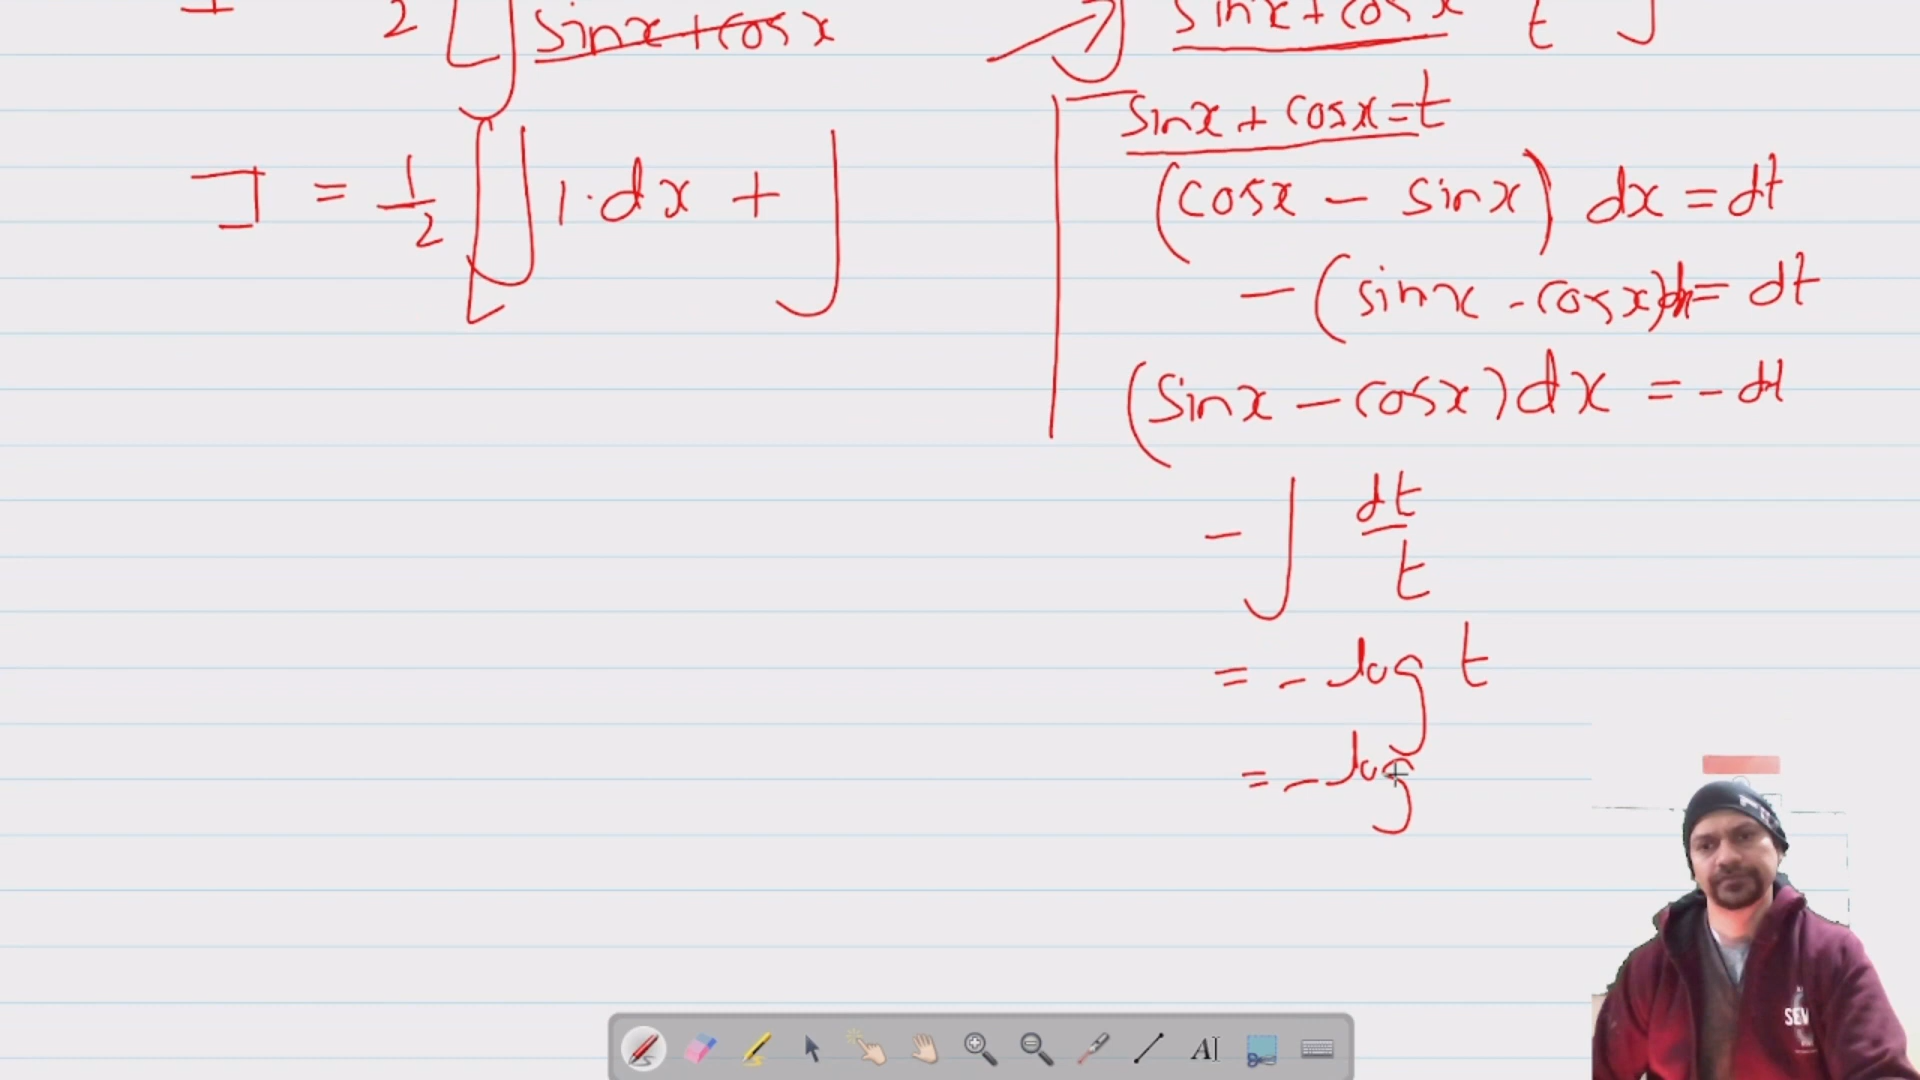 2 [∫ sinx+cosx
sinx+cosx t
I = 1/2 [∫ 1.dx + ∫
sinx + cosx = t
(cosx - sinx) dx = dt
- (sinx - cosx)dx = dt
(sinx - cosx) dx = - dt
- ∫ dt/t
= - log t
= - log
SEV